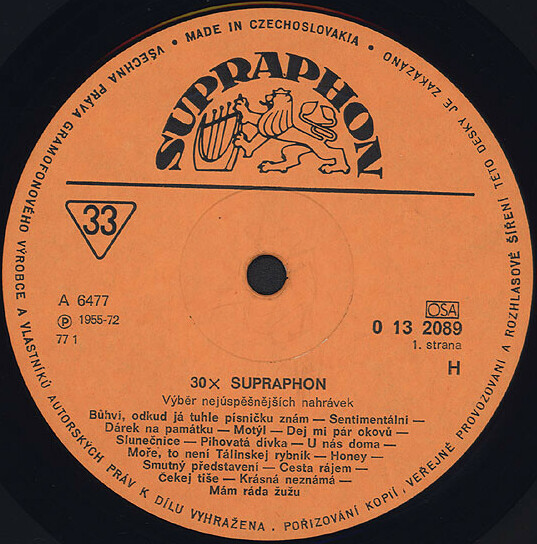 VŠECHNA PRÁVA GRAMOFONOVÉHO VÝROBCE A VLASTNÍKŮ AUTORSKÝCH PRÁV K DÍLU VYHRAŽENA. POŘIZOVÁNÍ KOPIÍ, VEŘEJNÉ PROVOZOVÁNÍ A ROZHLASOVÉ ŠÍŘENÍ TÉTO DESKY JE ZAKÁZÁNO
• MADE IN CZECHOSLOVAKIA •
SUPRAPHON
33
A 6477
Ⓟ 1955-72
77 1
OSA
0 13 2089
1. strana
H
30× SUPRAPHON
Výběr nejúspěšnějších nahrávek
Bůhví, odkud já tuhle písničku znám — Sentimentální —
Dárek na památku — Motýl — Dej mi pár okovů —
Slunečnice — Pihovatá dívka — U nás doma —
Moře, to není Tálinskej rybník — Honey —
Smutný představení — Cesta rájem —
Čekej tiše — Krásná neznámá —
Mám ráda žužu